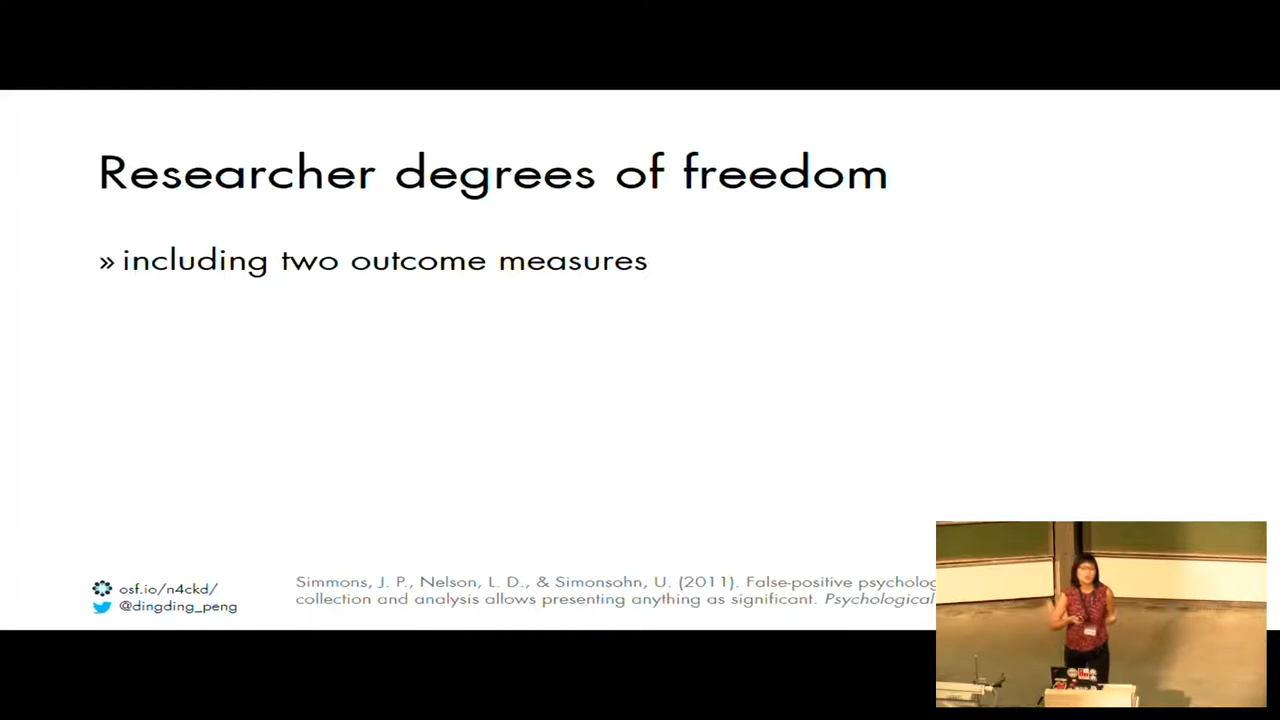 Researcher degrees of freedom
» including two outcome measures
osf.io/n4ckd/
@dingding_peng
Simmons, J. P., Nelson, L. D., & Simonsohn, U. (2011). False-positive psycholog
collection and analysis allows presenting anything as significant. Psychological